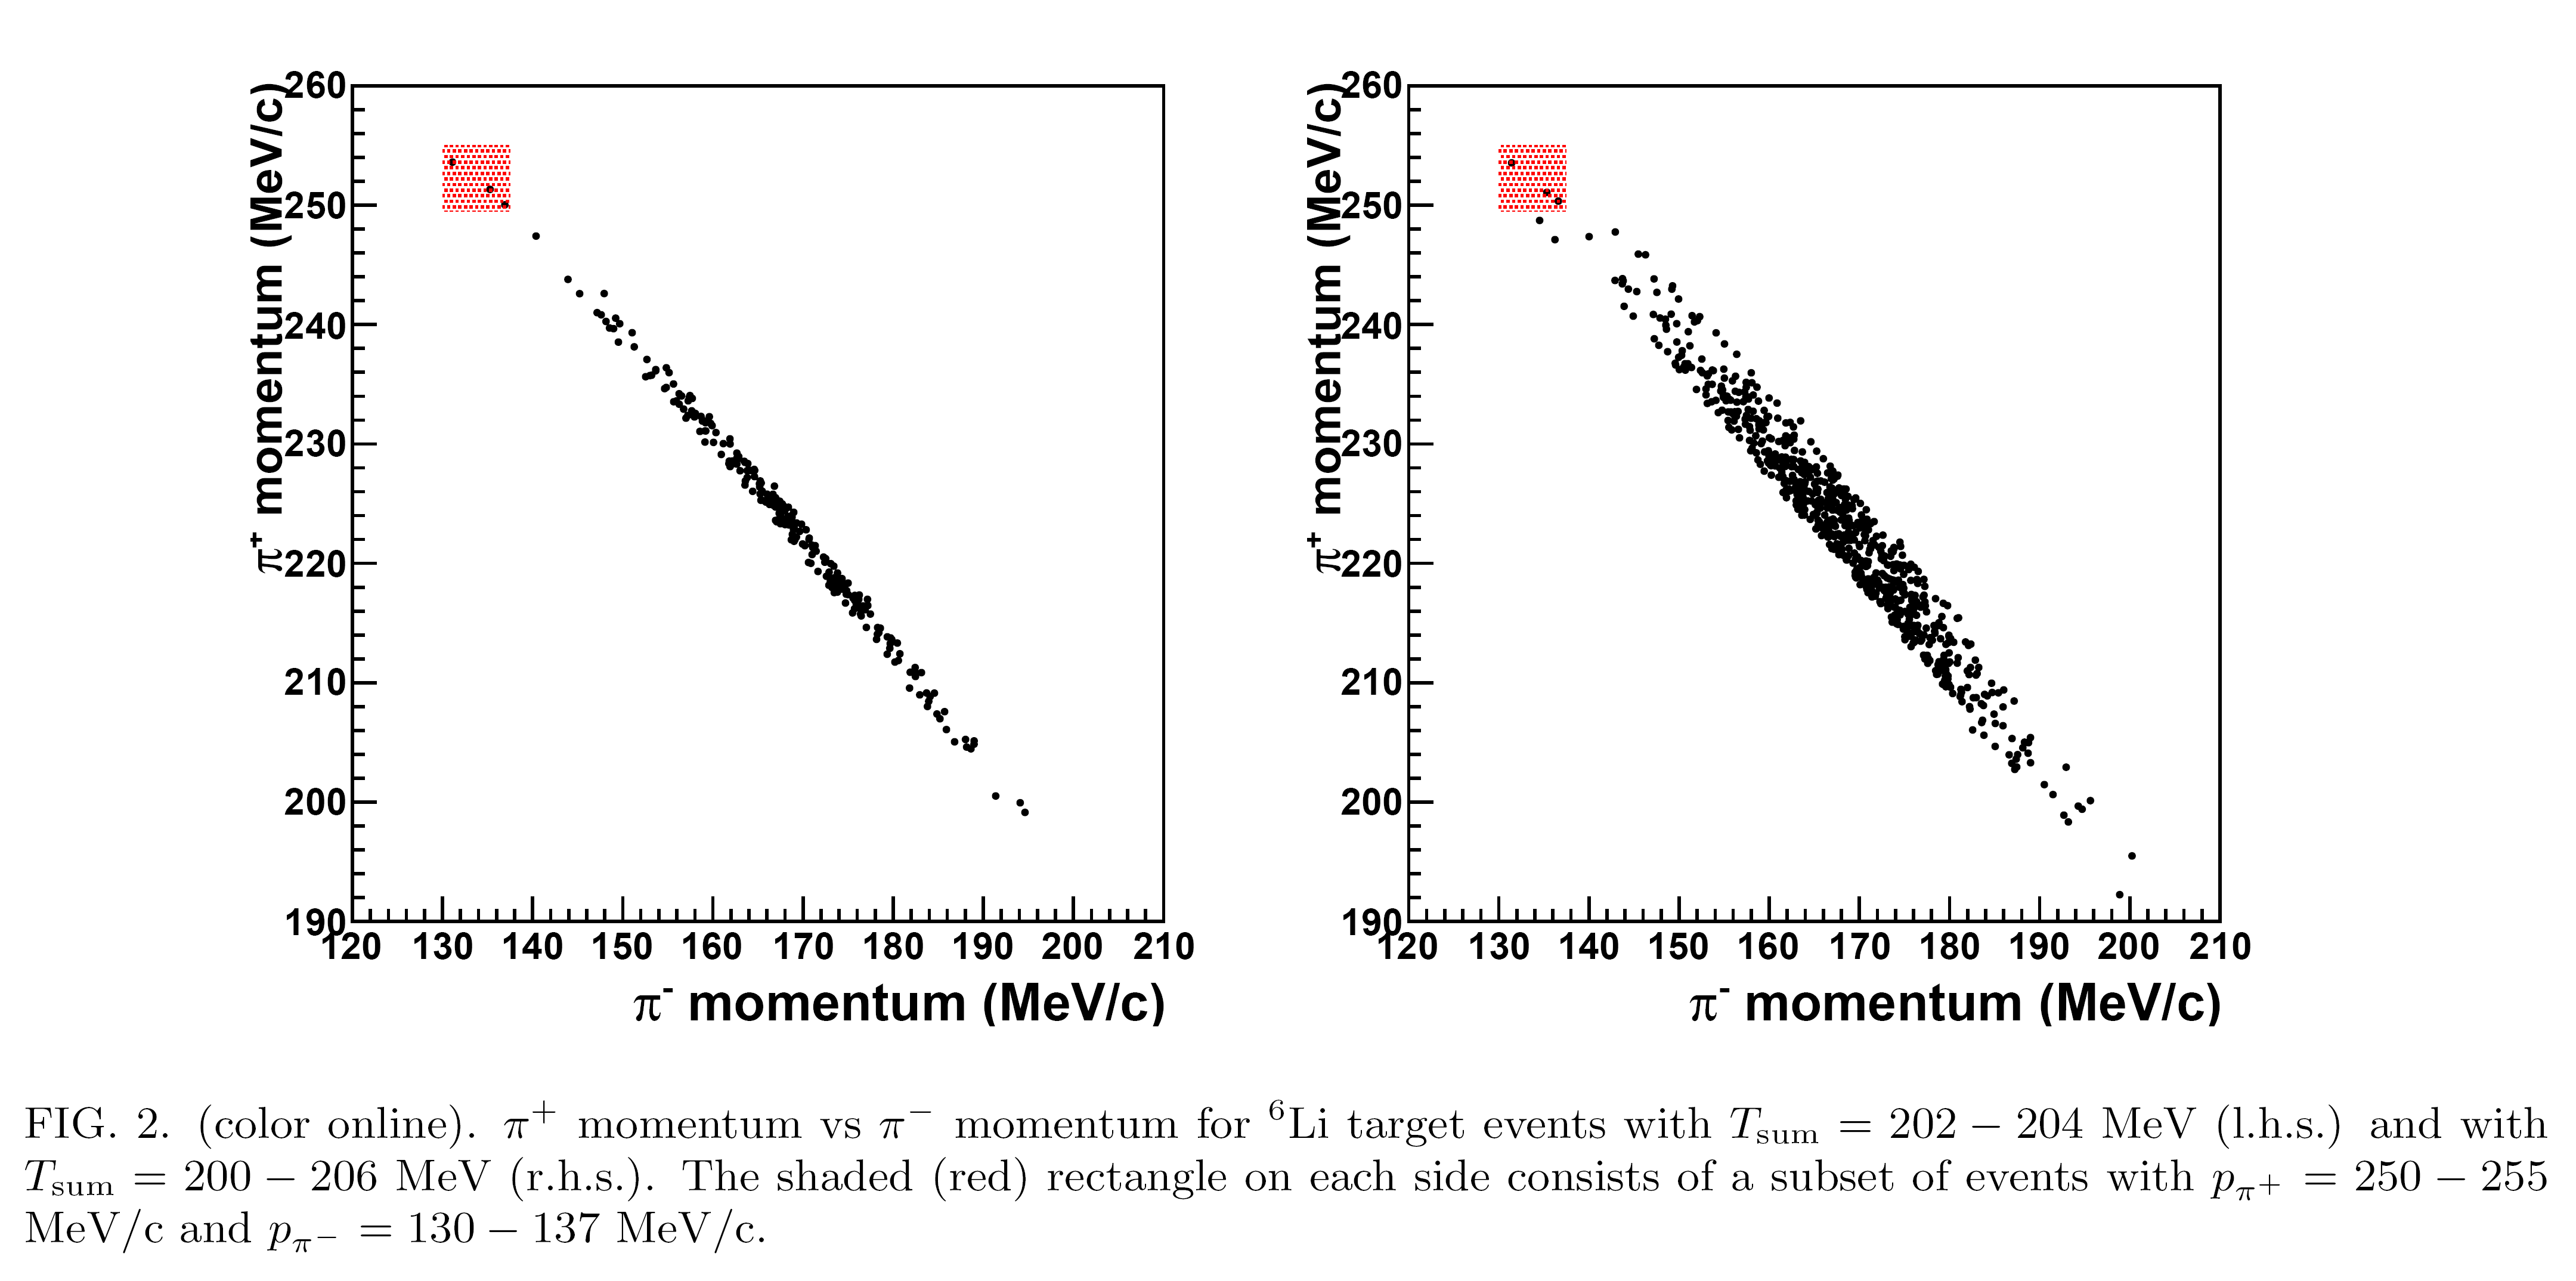 260
250
240
230
220
210
200
190
π+ momentum (MeV/c)
120 130 140 150 160 170 180 190 200 210
π- momentum (MeV/c)
260
250
240
230
220
210
200
190
π+ momentum (MeV/c)
120 130 140 150 160 170 180 190 200 210
π- momentum (MeV/c)
FIG. 2. (color online). π⁺ momentum vs π⁻ momentum for ⁶Li target events with Tsum = 202 − 204 MeV (l.h.s.) and with
Tsum = 200 − 206 MeV (r.h.s.). The shaded (red) rectangle on each side consists of a subset of events with pπ+ = 250 − 255
MeV/c and pπ− = 130 − 137 MeV/c.